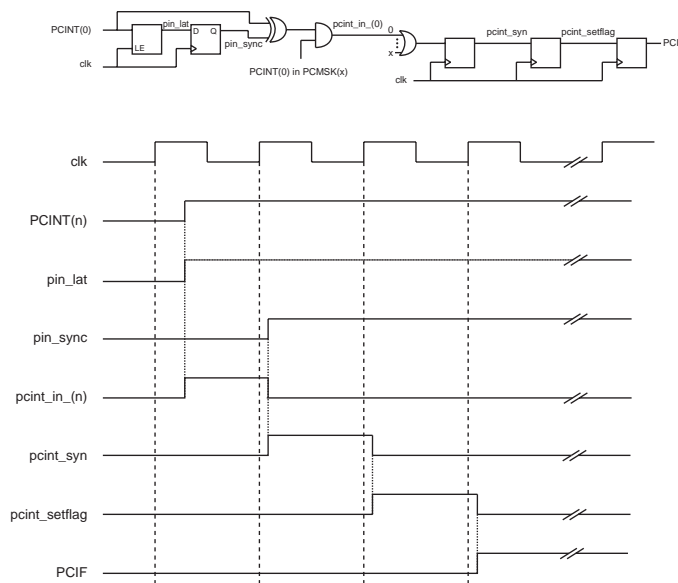 PCINT(0)
LE
pin_lat
D Q
pin_sync
clk
PCINT(0) in PCMSK(x)
pcint_in_(0)
0
x
clk
pcint_syn
pcint_setflag
PCI
clk
PCINT(n)
pin_lat
pin_sync
pcint_in_(n)
pcint_syn
pcint_setflag
PCIF